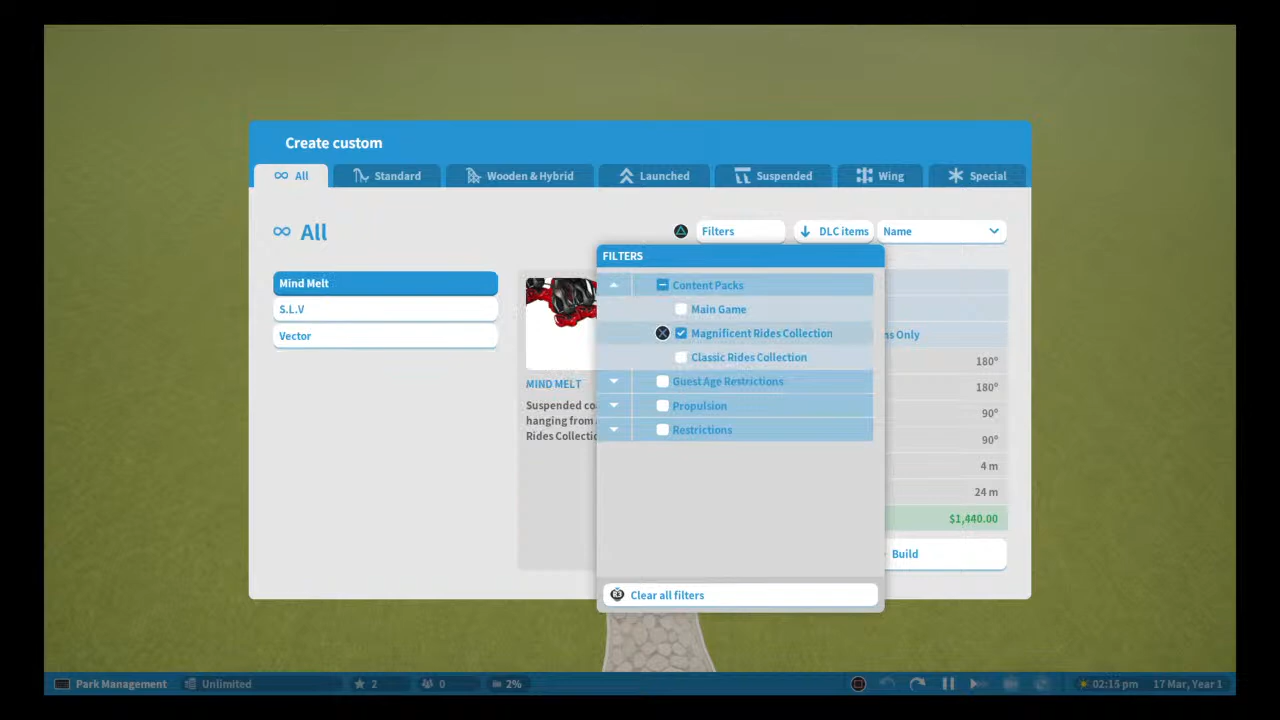 Create custom
All
Standard
Wooden & Hybrid
Launched
Suspended
Wing
Special
All
Filters
DLC items
Name
FILTERS
Mind Melt
S.L.V
Vector
Content Packs
Main Game
Magnificent Rides Collection
Classic Rides Collection
Guest Age Restrictions
Propulsion
Restrictions
Clear all filters
MIND MELT
Suspended
hanging from
Rides
Only
180°
180°
90°
90°
4 m
24 m
$1,440.00
Build
Park Management
Unlimited
2
0
2%
02:15 pm
17 Mar, Year 1